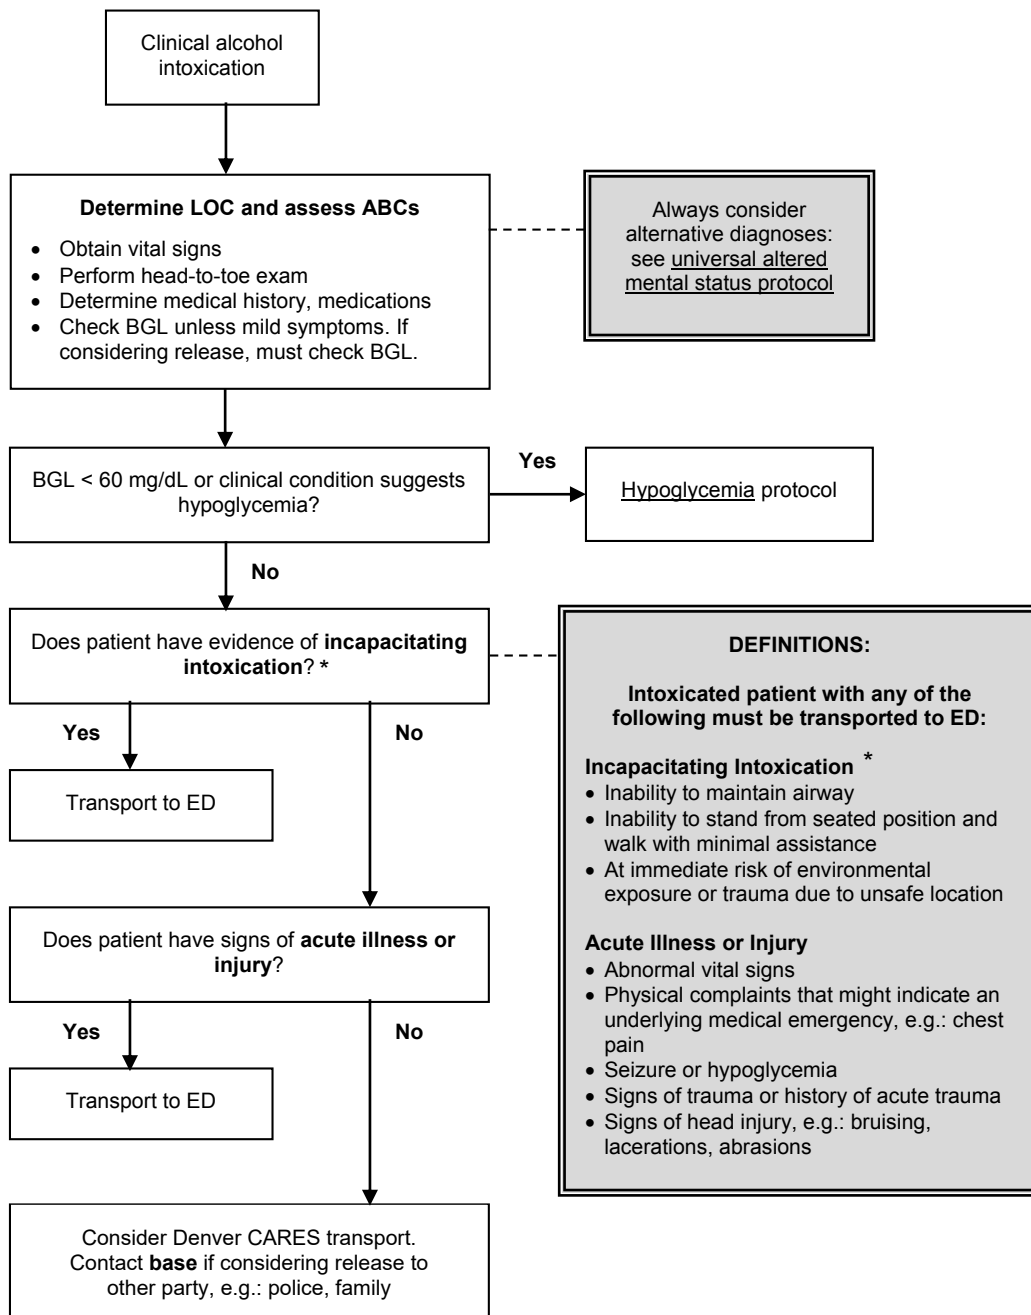 Clinical alcohol
intoxication
Determine LOC and assess ABCs
• Obtain vital signs
• Perform head-to-toe exam
• Determine medical history, medications
• Check BGL unless mild symptoms. If
considering release, must check BGL.
Always consider
alternative diagnoses:
see universal altered
mental status protocol
BGL < 60 mg/dL or clinical condition suggests
hypoglycemia?
Yes
Hypoglycemia protocol
No
Does patient have evidence of incapacitating
intoxication? *
Yes
No
Transport to ED
DEFINITIONS:
Intoxicated patient with any of the
following must be transported to ED:
Incapacitating Intoxication *
• Inability to maintain airway
• Inability to stand from seated position and
walk with minimal assistance
• At immediate risk of environmental
exposure or trauma due to unsafe location
Acute Illness or Injury
• Abnormal vital signs
• Physical complaints that might indicate an
underlying medical emergency, e.g.: chest
pain
• Seizure or hypoglycemia
• Signs of trauma or history of acute trauma
• Signs of head injury, e.g.: bruising,
lacerations, abrasions
Does patient have signs of acute illness or
injury?
Yes
No
Transport to ED
Consider Denver CARES transport.
Contact base if considering release to
other party, e.g.: police, family